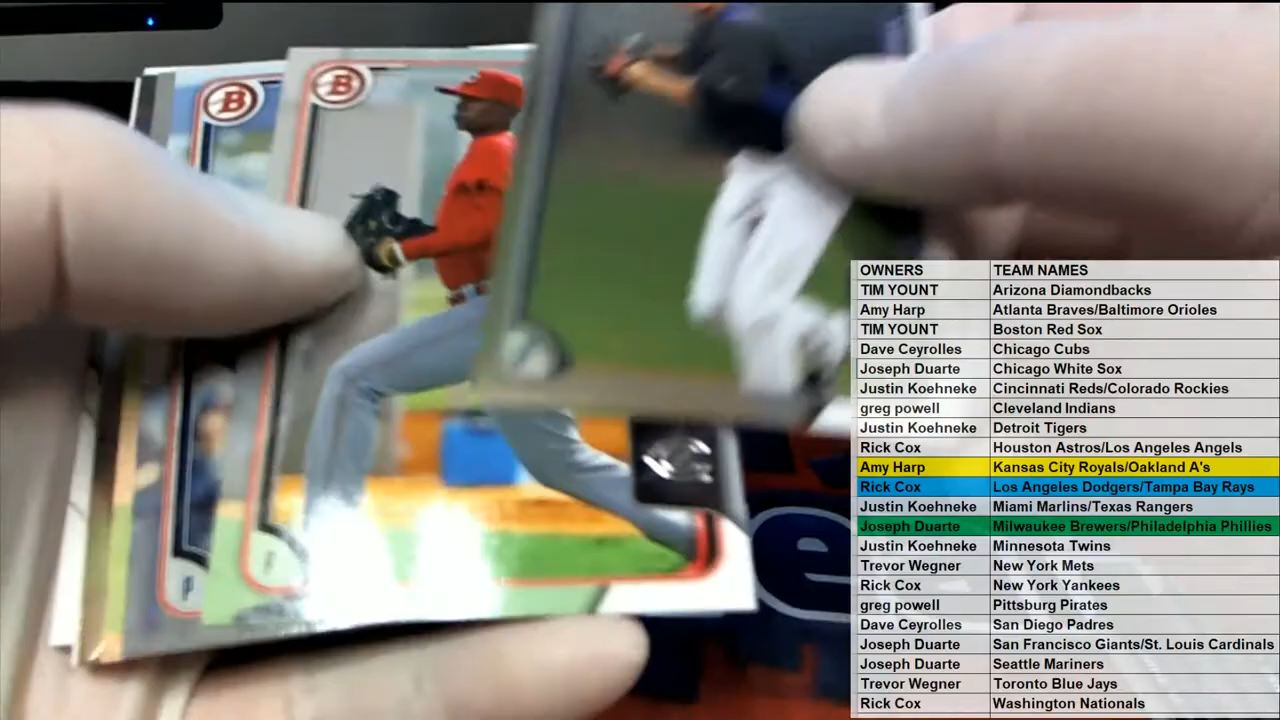 B
B
OWNERS TEAM NAMES
TIM YOUNT Arizona Diamondbacks
Amy Harp Atlanta Braves/Baltimore Orioles
TIM YOUNT Boston Red Sox
Dave Ceyrolles Chicago Cubs
Joseph Duarte Chicago White Sox
Justin Koehneke Cincinnati Reds/Colorado Rockies
greg powell Cleveland Indians
Justin Koehneke Detroit Tigers
Rick Cox Houston Astros/Los Angeles Angels
Amy Harp Kansas City Royals/Oakland A's
Rick Cox Los Angeles Dodgers/Tampa Bay Rays
Justin Koehneke Miami Marlins/Texas Rangers
Joseph Duarte Milwaukee Brewers/Philadelphia Phillies
Justin Koehneke Minnesota Twins
Trevor Wegner New York Mets
Rick Cox New York Yankees
greg powell Pittsburg Pirates
Dave Ceyrolles San Diego Padres
Joseph Duarte San Francisco Giants/St. Louis Cardinals
Joseph Duarte Seattle Mariners
Trevor Wegner Toronto Blue Jays
Rick Cox Washington Nationals